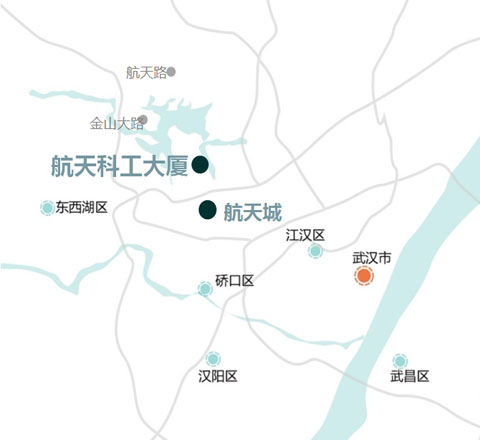 航天路
金山大路
航天科工大厦
东西湖区
航天城
江汉区
武汉市
硚口区
汉阳区
武昌区